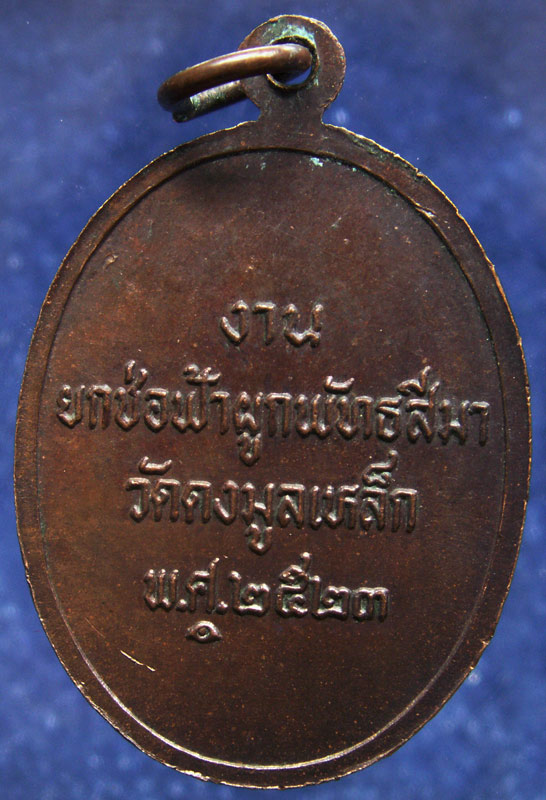 งาน
ยกช่อฟ้าผูกพัทธสีมา
วัดดงมูลเหล็ก
พ.ศ.๒๕๒๓